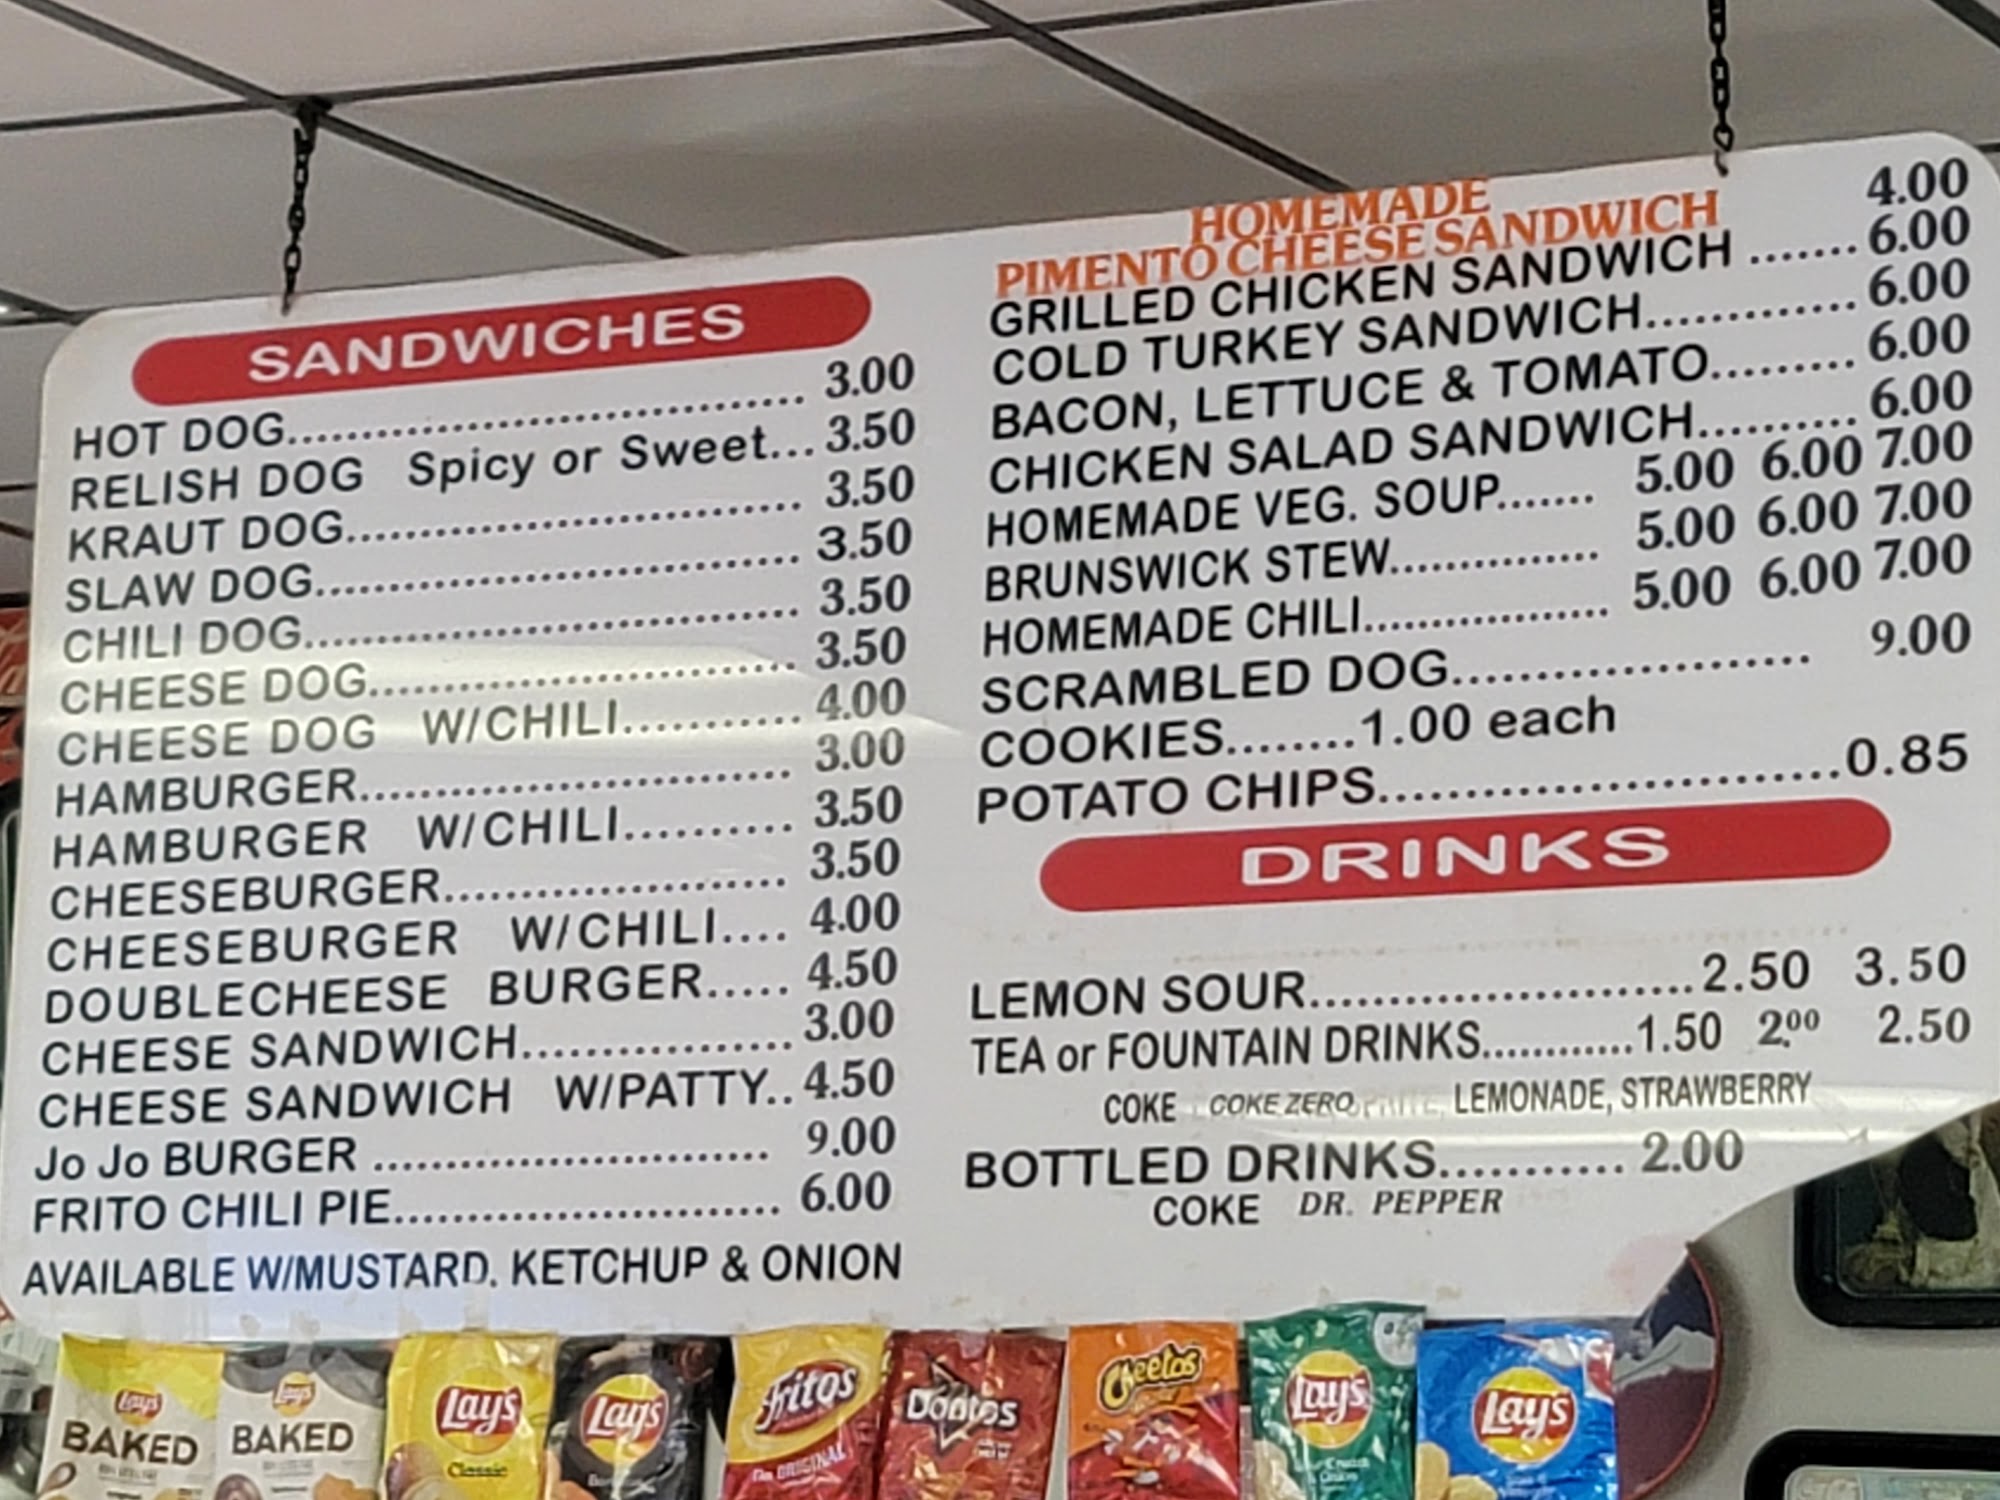 SANDWICHES
HOT DOG.................................... 3.00
RELISH DOG Spicy or Sweet... 3.50
KRAUT DOG................................ 3.50
SLAW DOG.................................. 3.50
CHILI DOG................................... 3.50
CHEESE DOG............................. 3.50
CHEESE DOG W/CHILI............ 4.00
HAMBURGER.............................. 3.00
HAMBURGER W/CHILI........... 3.50
CHEESEBURGER....................... 3.50
CHEESEBURGER W/CHILI.... 4.00
DOUBLECHEESE BURGER..... 4.50
CHEESE SANDWICH.................. 3.00
CHEESE SANDWICH W/PATTY.. 4.50
Jo Jo BURGER ........................... 9.00
FRITO CHILI PIE.......................... 6.00
AVAILABLE W/MUSTARD, KETCHUP & ONION
HOMEMADE
PIMENTO CHEESE SANDWICH 4.00
GRILLED CHICKEN SANDWICH ....... 6.00
COLD TURKEY SANDWICH............. 6.00
BACON, LETTUCE & TOMATO......... 6.00
CHICKEN SALAD SANDWICH.......... 6.00
HOMEMADE VEG. SOUP....... 5.00 6.00 7.00
BRUNSWICK STEW............... 5.00 6.00 7.00
HOMEMADE CHILI.................. 5.00 6.00 7.00
SCRAMBLED DOG..................... 9.00
COOKIES........1.00 each
POTATO CHIPS............................0.85
DRINKS
LEMON SOUR..........................2.50 3.50
TEA or FOUNTAIN DRINKS............1.50 2.00 2.50
COKE COKE ZERO, SPRITE, LEMONADE, STRAWBERRY
BOTTLED DRINKS........... 2.00
COKE DR. PEPPER
Lay's BAKED
Lay's BAKED
Lay's Classic
Lay's
Fritos The ORIGINAL
Doritos
Cheetos
Lay's
Lay's